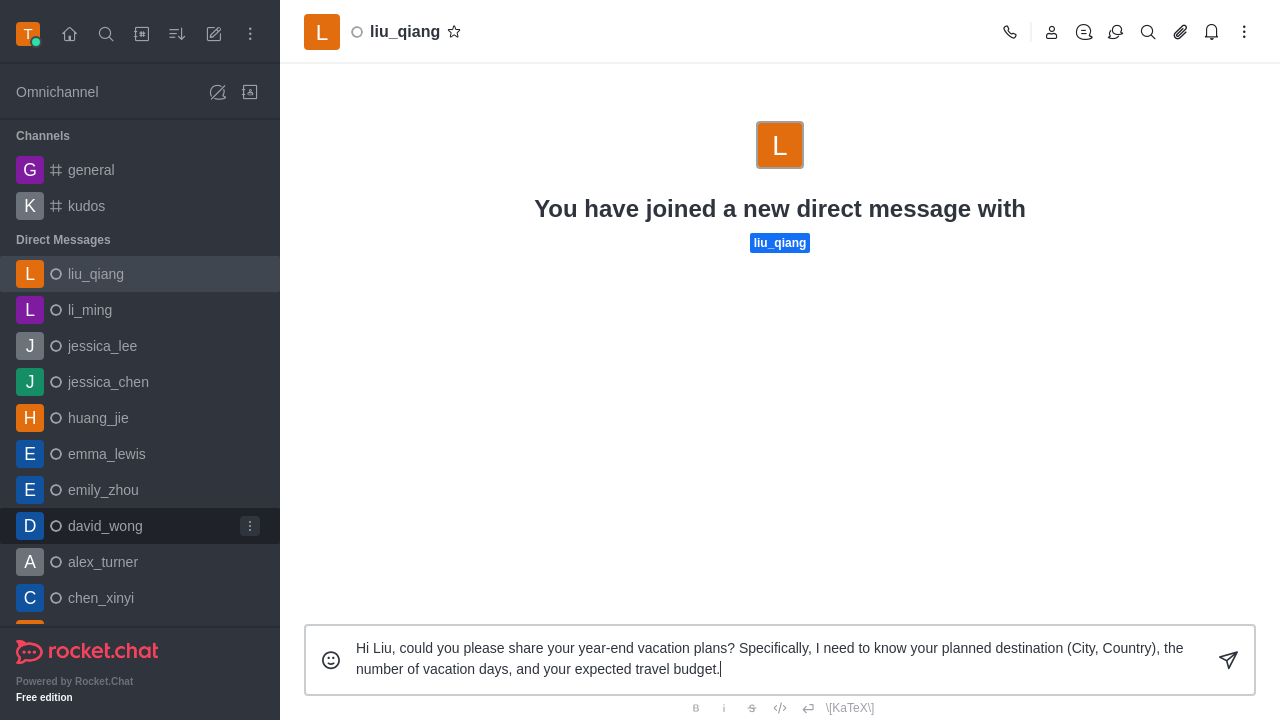 T
Omnichannel
Channels
G general
K kudos
Direct Messages
L liu_qiang
L li_ming
J jessica_lee
J jessica_chen
H huang_jie
E emma_lewis
E emily_zhou
D david_wong
A alex_turner
C chen_xinyi
rocket.chat
Powered by Rocket.Chat
Free edition
L liu_qiang
L
You have joined a new direct message with
liu_qiang
Hi Liu, could you please share your year-end vacation plans? Specifically, I need to know your planned destination (City, Country), the
number of vacation days, and your expected travel budget.
B i S \[KaTeX\]